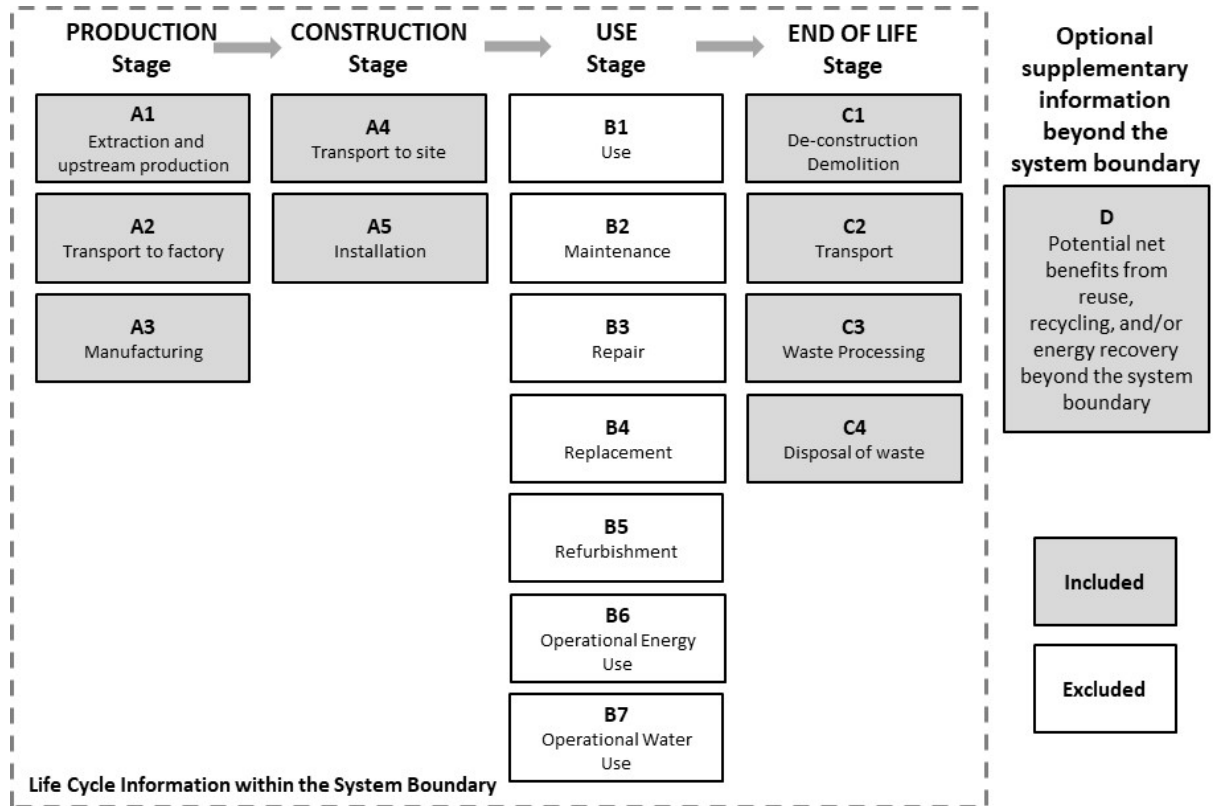 PRODUCTION
Stage
CONSTRUCTION
Stage
USE
Stage
END OF LIFE
Stage
A1
Extraction and
upstream production
A2
Transport to factory
A3
Manufacturing
A4
Transport to site
A5
Installation
B1
Use
B2
Maintenance
B3
Repair
B4
Replacement
B5
Refurbishment
B6
Operational Energy
Use
B7
Operational Water
Use
C1
De-construction
Demolition
C2
Transport
C3
Waste Processing
C4
Disposal of waste
Life Cycle Information within the System Boundary
Optional
supplementary
information
beyond the
system boundary
D
Potential net
benefits from
reuse,
recycling, and/or
energy recovery
beyond the system
boundary
Included
Excluded